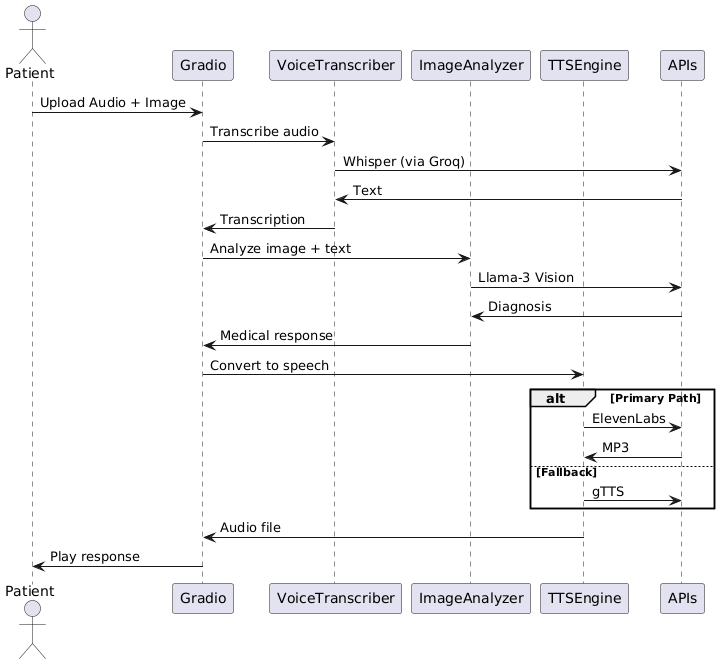 Patient
Gradio
VoiceTranscriber
ImageAnalyzer
TTSEngine
APIs
Upload Audio + Image
Transcribe audio
Whisper (via Groq)
Text
Transcription
Analyze image + text
Llama-3 Vision
Diagnosis
Medical response
Convert to speech
alt [Primary Path]
ElevenLabs
MP3
[Fallback]
gTTS
Audio file
Play response
Patient
Gradio
VoiceTranscriber
ImageAnalyzer
TTSEngine
APIs